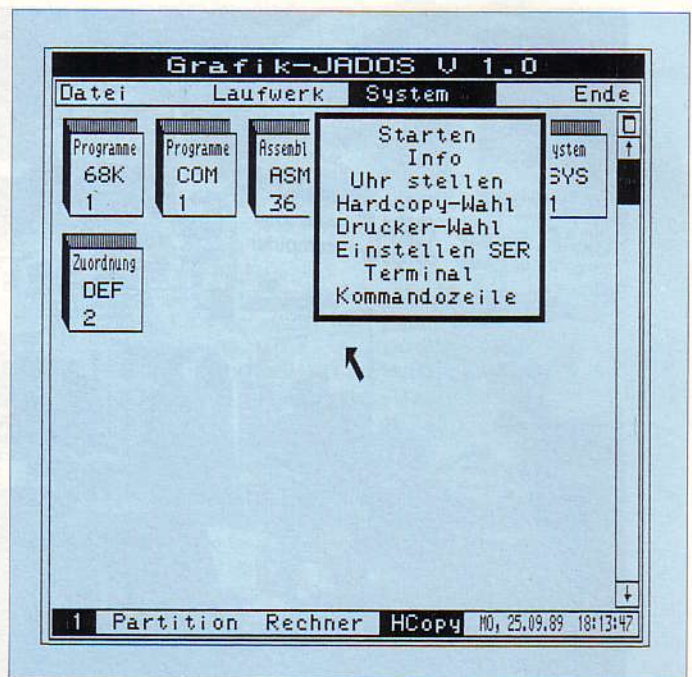 Grafik-JADOS V 1.0
Datei Laufwerk System Ende
Programme
68K
1
Programme
COM
1
Assembl
ASM
36
Starten
Info
Uhr stellen
Hardcopy-Wahl
Drucker-Wahl
Einstellen SER
Terminal
Kommandozeile
ystem
SYS
1
Zuordnung
DEF
2
1 Partition Rechner HCopy MO, 25.09.89 18:13:47